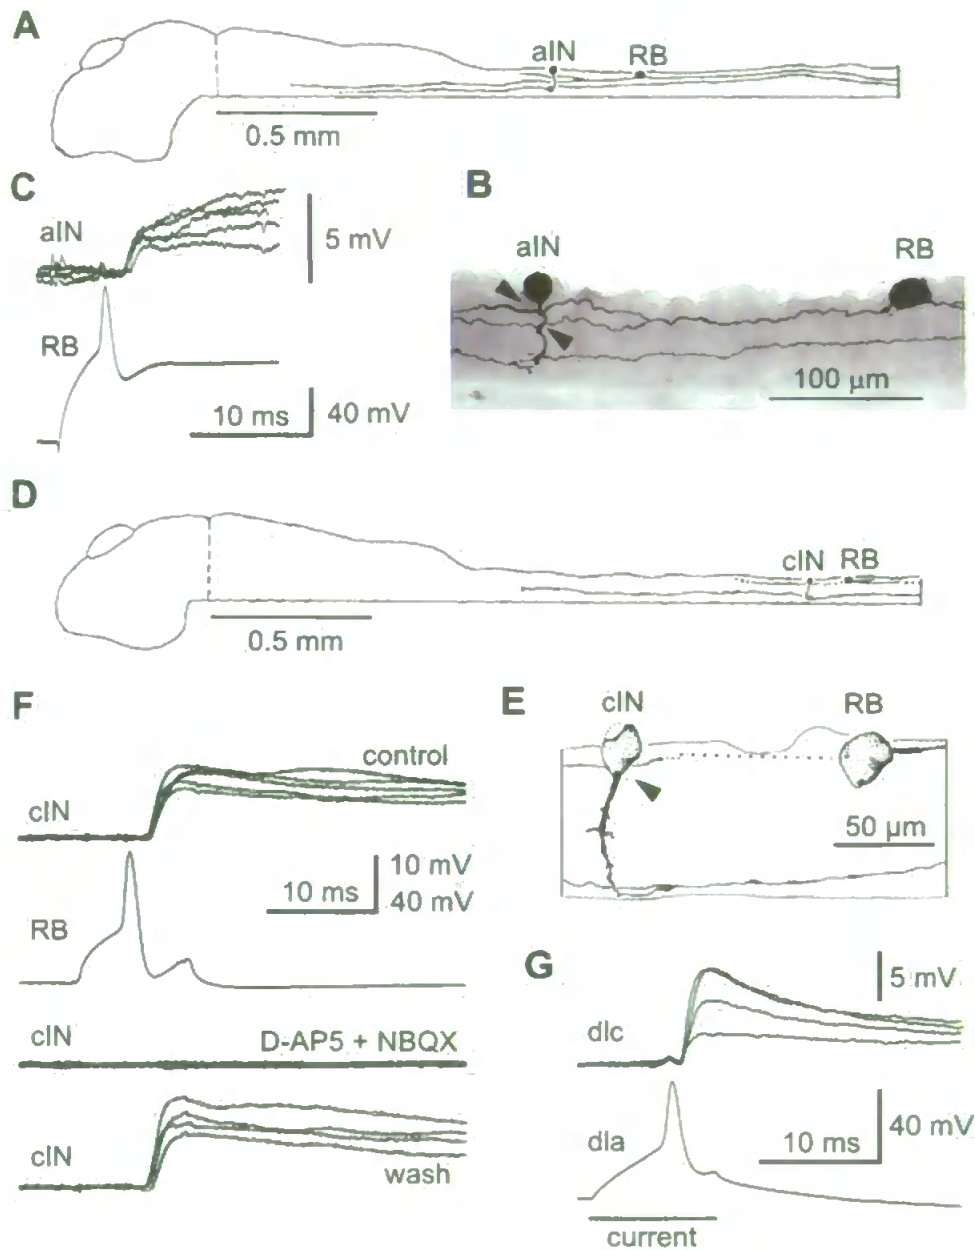 A
aIN
RB
0.5 mm
C
B
aIN
5 mV
aIN
RB
RB
10 ms
40 mV
100 µm
D
cIN RB
0.5 mm
F
E
cIN
RB
control
cIN
10 mV
10 ms
40 mV
50 µm
RB
G
5 mV
cIN
D-AP5 + NBQX
dlc
40 mV
dla
10 ms
cIN
wash
current